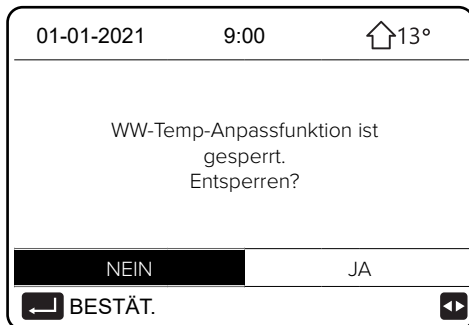 01-01-2021 9:00 13°
WW-Temp-Anpassfunktion ist
gesperrt.
Entsperren?
NEIN JA
BESTÄT.